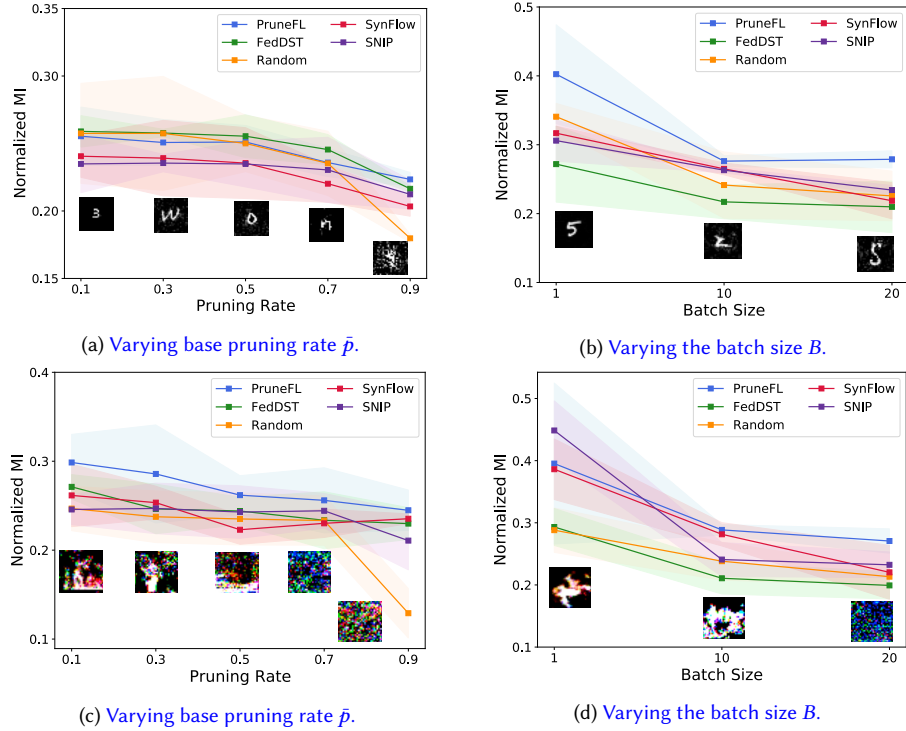 PruneFL
FedDST
Random
SynFlow
SNIP
Normalized MI
0.35
0.30
0.25
0.20
0.15
3
w
o
n
0.1
0.3
0.5
0.7
0.9
Pruning Rate
(a) Varying base pruning rate p̄.
PruneFL
FedDST
Random
SynFlow
SNIP
Normalized MI
0.5
0.4
0.3
0.2
0.1
5
z
5
1
10
20
Batch Size
(b) Varying the batch size B.
PruneFL
FedDST
Random
SynFlow
SNIP
Normalized MI
0.4
0.3
0.2
0.1
0.1
0.3
0.5
0.7
0.9
Pruning Rate
(c) Varying base pruning rate p̄.
PruneFL
FedDST
Random
SynFlow
SNIP
Normalized MI
0.5
0.4
0.3
0.2
0.1
1
10
20
Batch Size
(d) Varying the batch size B.